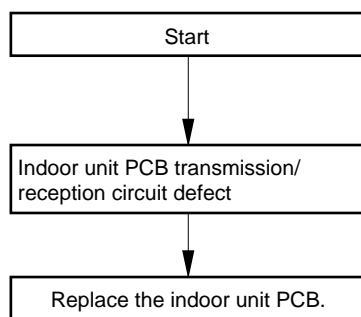 Start
Indoor unit PCB transmission/
reception circuit defect
Replace the indoor unit PCB.